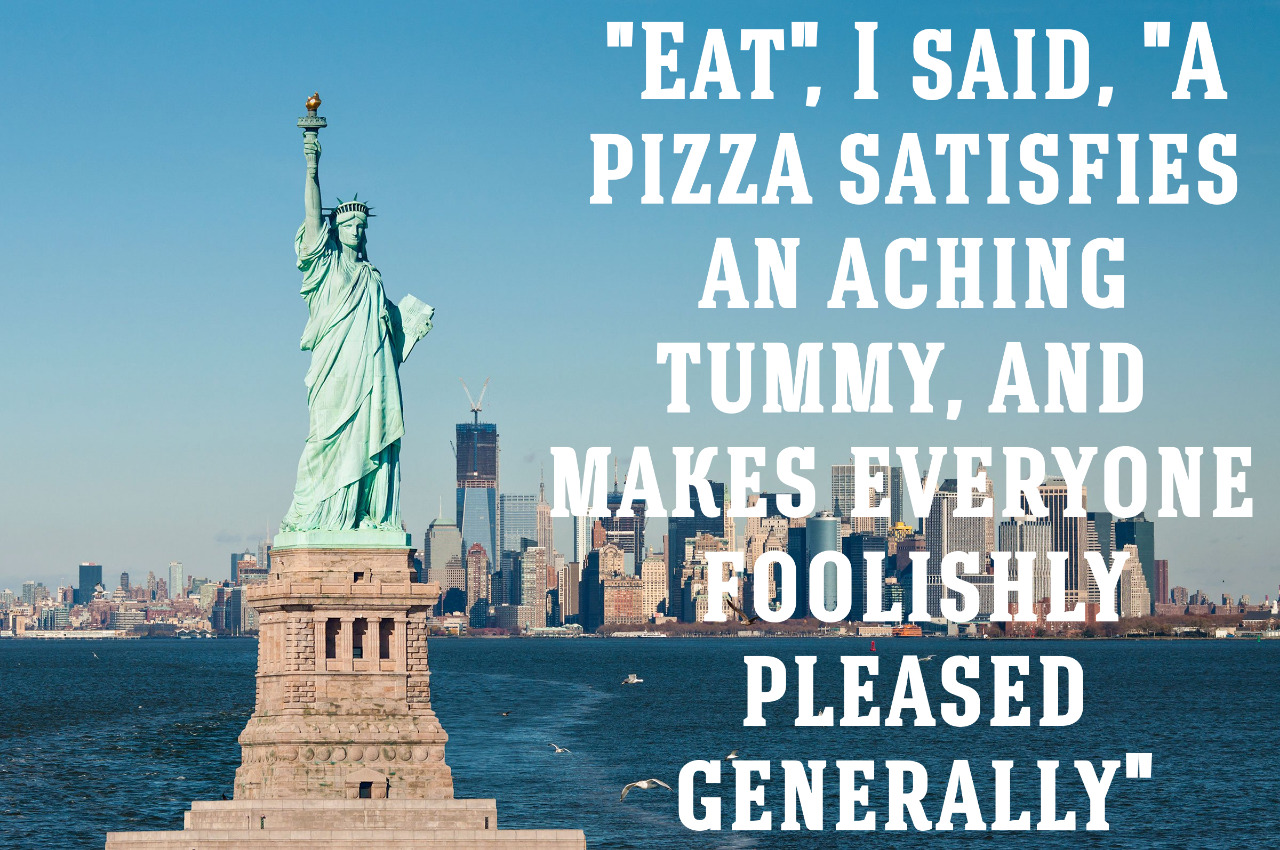 "Eat", I said, "A
pizza satisfies
an aching
tummy, and
makes everyone
foolishly
pleased
generally"